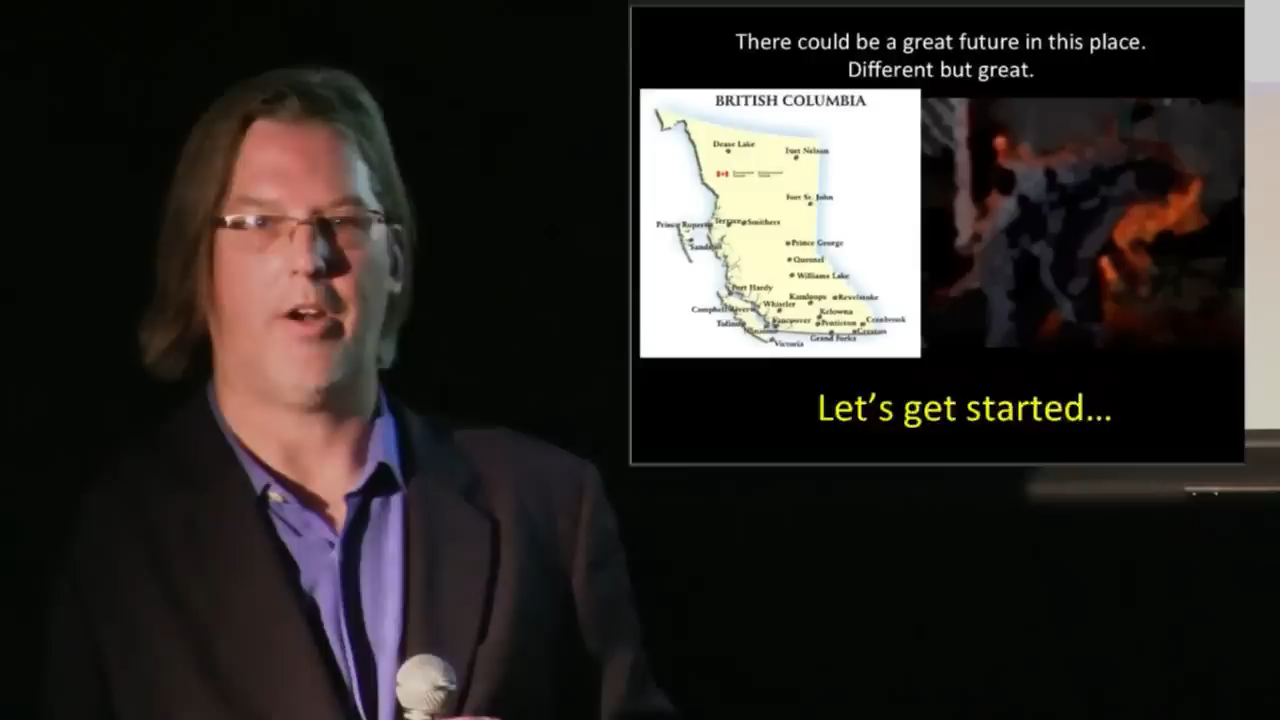 There could be a great future in this place.
Different but great.
BRITISH COLUMBIA
Dease Lake
Fort Nelson
Fort St. John
Prince Rupert
Terrace
Smithers
Prince George
Quesnel
Williams Lake
Port Hardy
Kamloops
Revelstoke
Whistler
Campbell River
Kelowna
Tofino
Vancouver
Penticton
Cranbrook
Creston
Grand Forks
Victoria
Let's get started...